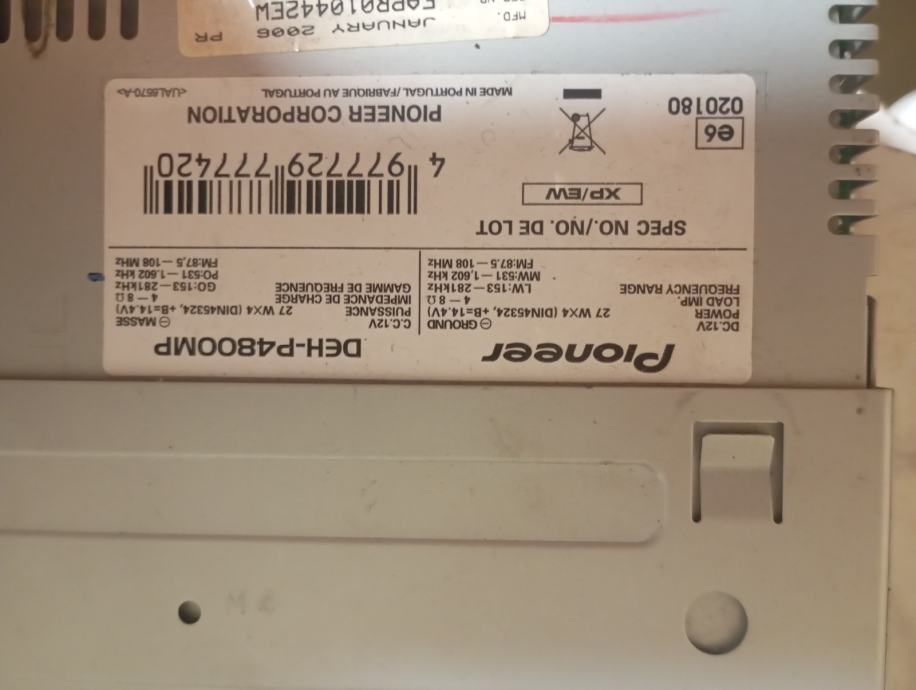 Pioneer DEH-P4800MP
DC.12V ⊖ GROUND C.C.12V ⊖ MASSE
POWER 27 WX4 (DIN45324, +B=14.4V) PUISSANCE 27 WX4 (DIN45324, +B=14.4V)
LOAD IMP. 4 — 8 Ω IMPEDANCE DE CHARGE 4 — 8 Ω
FREQUENCY RANGE LW:153 — 281kHz GAMME DE FREQUENCE GO:153 — 281kHz
MW:531 — 1,602 kHz PO:531 — 1,602 kHz
FM:87.5 — 108 MHz FM:87,5 — 108 MHz
SPEC NO./NO. DE LOT
XP/EW
4 977729 777420
e6
020180
PIONEER CORPORATION
MADE IN PORTUGAL/FABRIQUE AU PORTUGAL <UAL6570-A>
MFD. JANUARY 2006 PR
SER. NO. EAPR010442EW
M 4